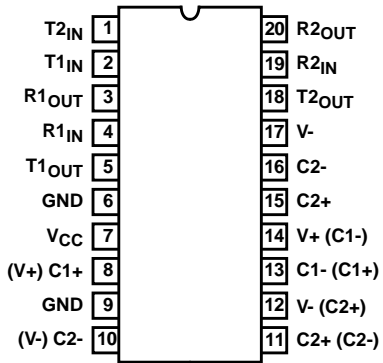 T2IN 1 20 R2OUT
T1IN 2 19 R2IN
R1OUT 3 18 T2OUT
R1IN 4 17 V-
T1OUT 5 16 C2-
GND 6 15 C2+
VCC 7 14 V+ (C1-)
(V+) C1+ 8 13 C1- (C1+)
GND 9 12 V- (C2+)
(V-) C2- 10 11 C2+ (C2-)